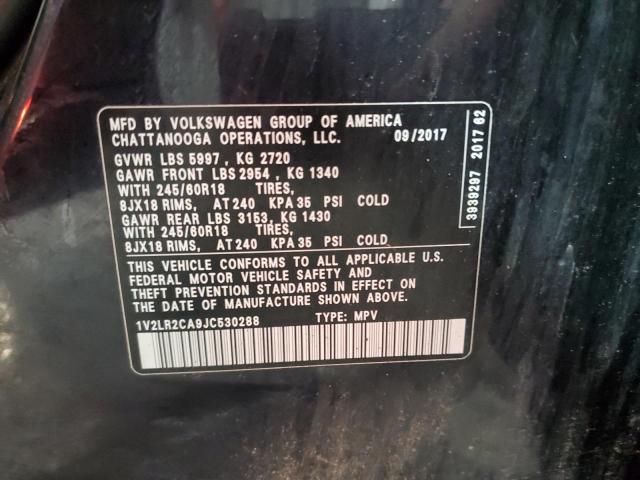 MFD BY VOLKSWAGEN GROUP OF AMERICA
CHATTANOOGA OPERATIONS, LLC. 09/2017
GVWR LBS 5997, KG 2720
GAWR FRONT LBS 2954, KG 1340
WITH 245/60R18 TIRES,
8JX18 RIMS, AT 240 KPA 35 PSI COLD
GAWR REAR LBS 3153, KG 1430
WITH 245/60R18 TIRES,
8JX18 RIMS, AT 240 KPA 35 PSI COLD
THIS VEHICLE CONFORMS TO ALL APPLICABLE U.S.
FEDERAL MOTOR VEHICLE SAFETY AND
THEFT PREVENTION STANDARDS IN EFFECT ON
THE DATE OF MANUFACTURE SHOWN ABOVE.
1V2LR2CA9JC530288 TYPE: MPV
3939297 2017 62